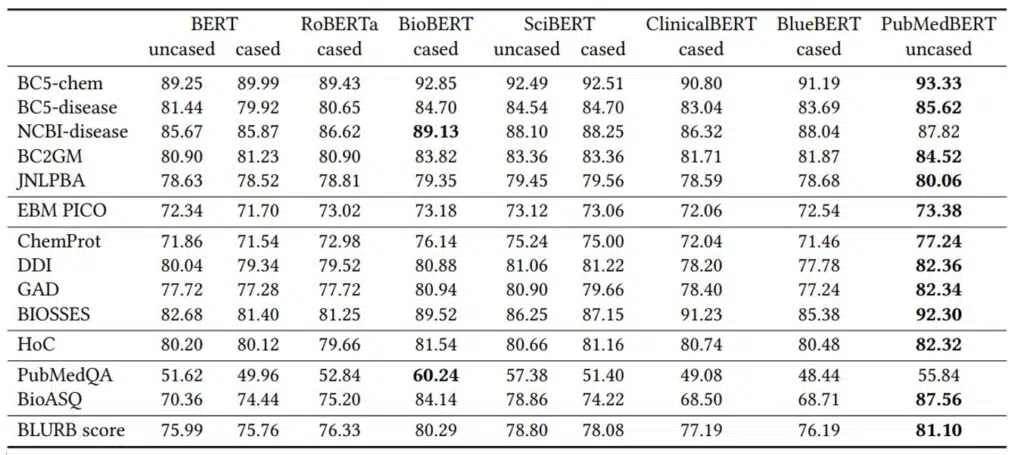 BERT RoBERTa BioBERT SciBERT ClinicalBERT BlueBERT PubMedBERT
uncased cased cased cased uncased cased cased cased uncased
BC5-chem 89.25 89.99 89.43 92.85 92.49 92.51 90.80 91.19 93.33
BC5-disease 81.44 79.92 80.65 84.70 84.54 84.70 83.04 83.69 85.62
NCBI-disease 85.67 85.87 86.62 89.13 88.10 88.25 86.32 88.04 87.82
BC2GM 80.90 81.23 80.90 83.82 83.36 83.36 81.71 81.87 84.52
JNLPBA 78.63 78.52 78.81 79.35 79.45 79.56 78.59 78.68 80.06
EBM PICO 72.34 71.70 73.02 73.18 73.12 73.06 72.06 72.54 73.38
ChemProt 71.86 71.54 72.98 76.14 75.24 75.00 72.04 71.46 77.24
DDI 80.04 79.34 79.52 80.88 81.06 81.22 78.20 77.78 82.36
GAD 77.72 77.28 77.72 80.94 80.90 79.66 78.40 77.24 82.34
BIOSSES 82.68 81.40 81.25 89.52 86.25 87.15 91.23 85.38 92.30
HoC 80.20 80.12 79.66 81.54 80.66 81.16 80.74 80.48 82.32
PubMedQA 51.62 49.96 52.84 60.24 57.38 51.40 49.08 48.44 55.84
BioASQ 70.36 74.44 75.20 84.14 78.86 74.22 68.50 68.71 87.56
BLURB score 75.99 75.76 76.33 80.29 78.80 78.08 77.19 76.19 81.10